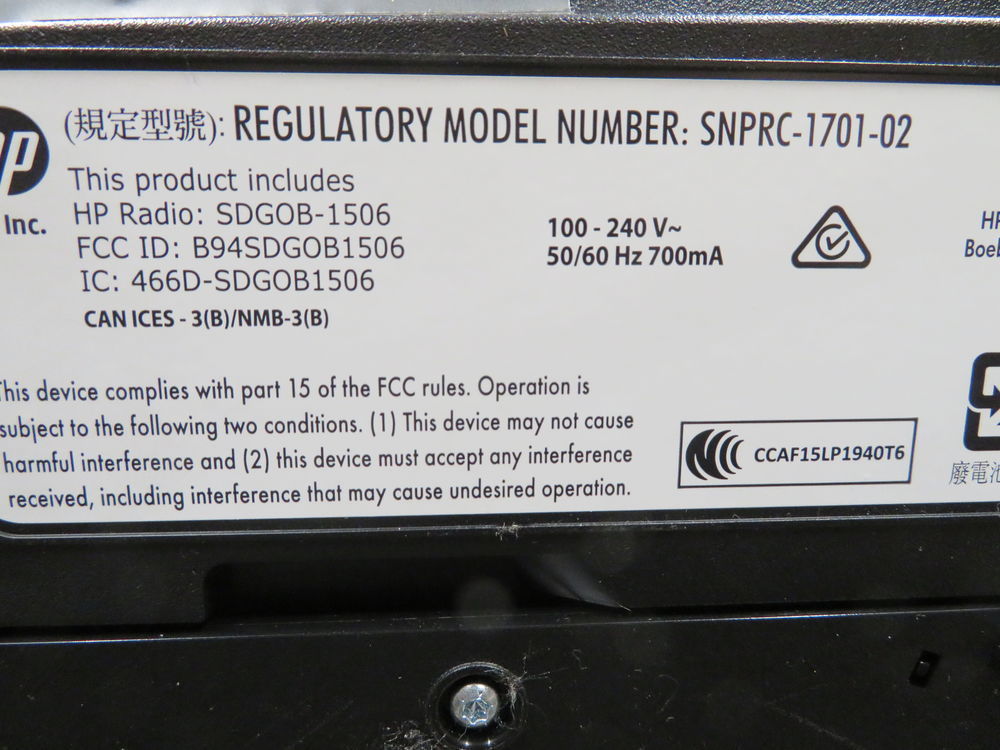 hp
(規定型號): REGULATORY MODEL NUMBER: SNPRC-1701-02
Inc.
This product includes
HP Radio: SDGOB-1506
FCC ID: B94SDGOB1506
IC: 466D-SDGOB1506
CAN ICES - 3(B)/NMB-3(B)
100 - 240 V~
50/60 Hz 700mA
HP
This device complies with part 15 of the FCC rules. Operation is
subject to the following two conditions. (1) This device may not cause
harmful interference and (2) this device must accept any interference
received, including interference that may cause undesired operation.
CCAF15LP1940T6
廢電池